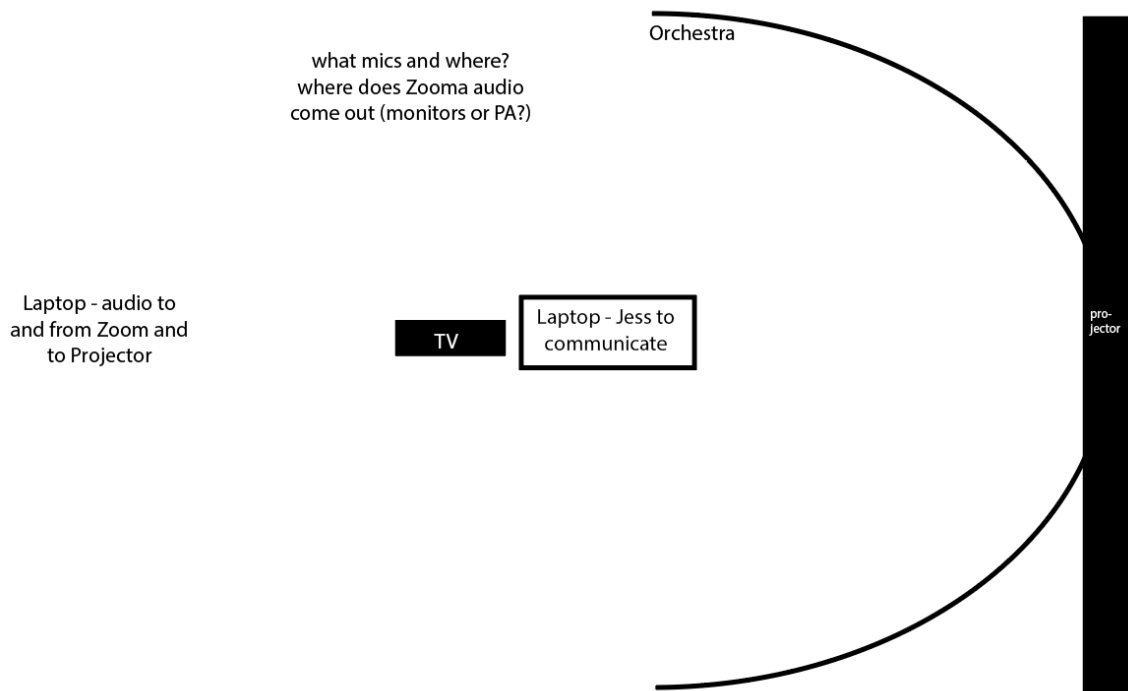 Orchestra
what mics and where?
where does Zooma audio
come out (monitors or PA?)
Laptop - audio to
and from Zoom and
to Projector
TV
Laptop - Jess to
communicate
pro-
jector